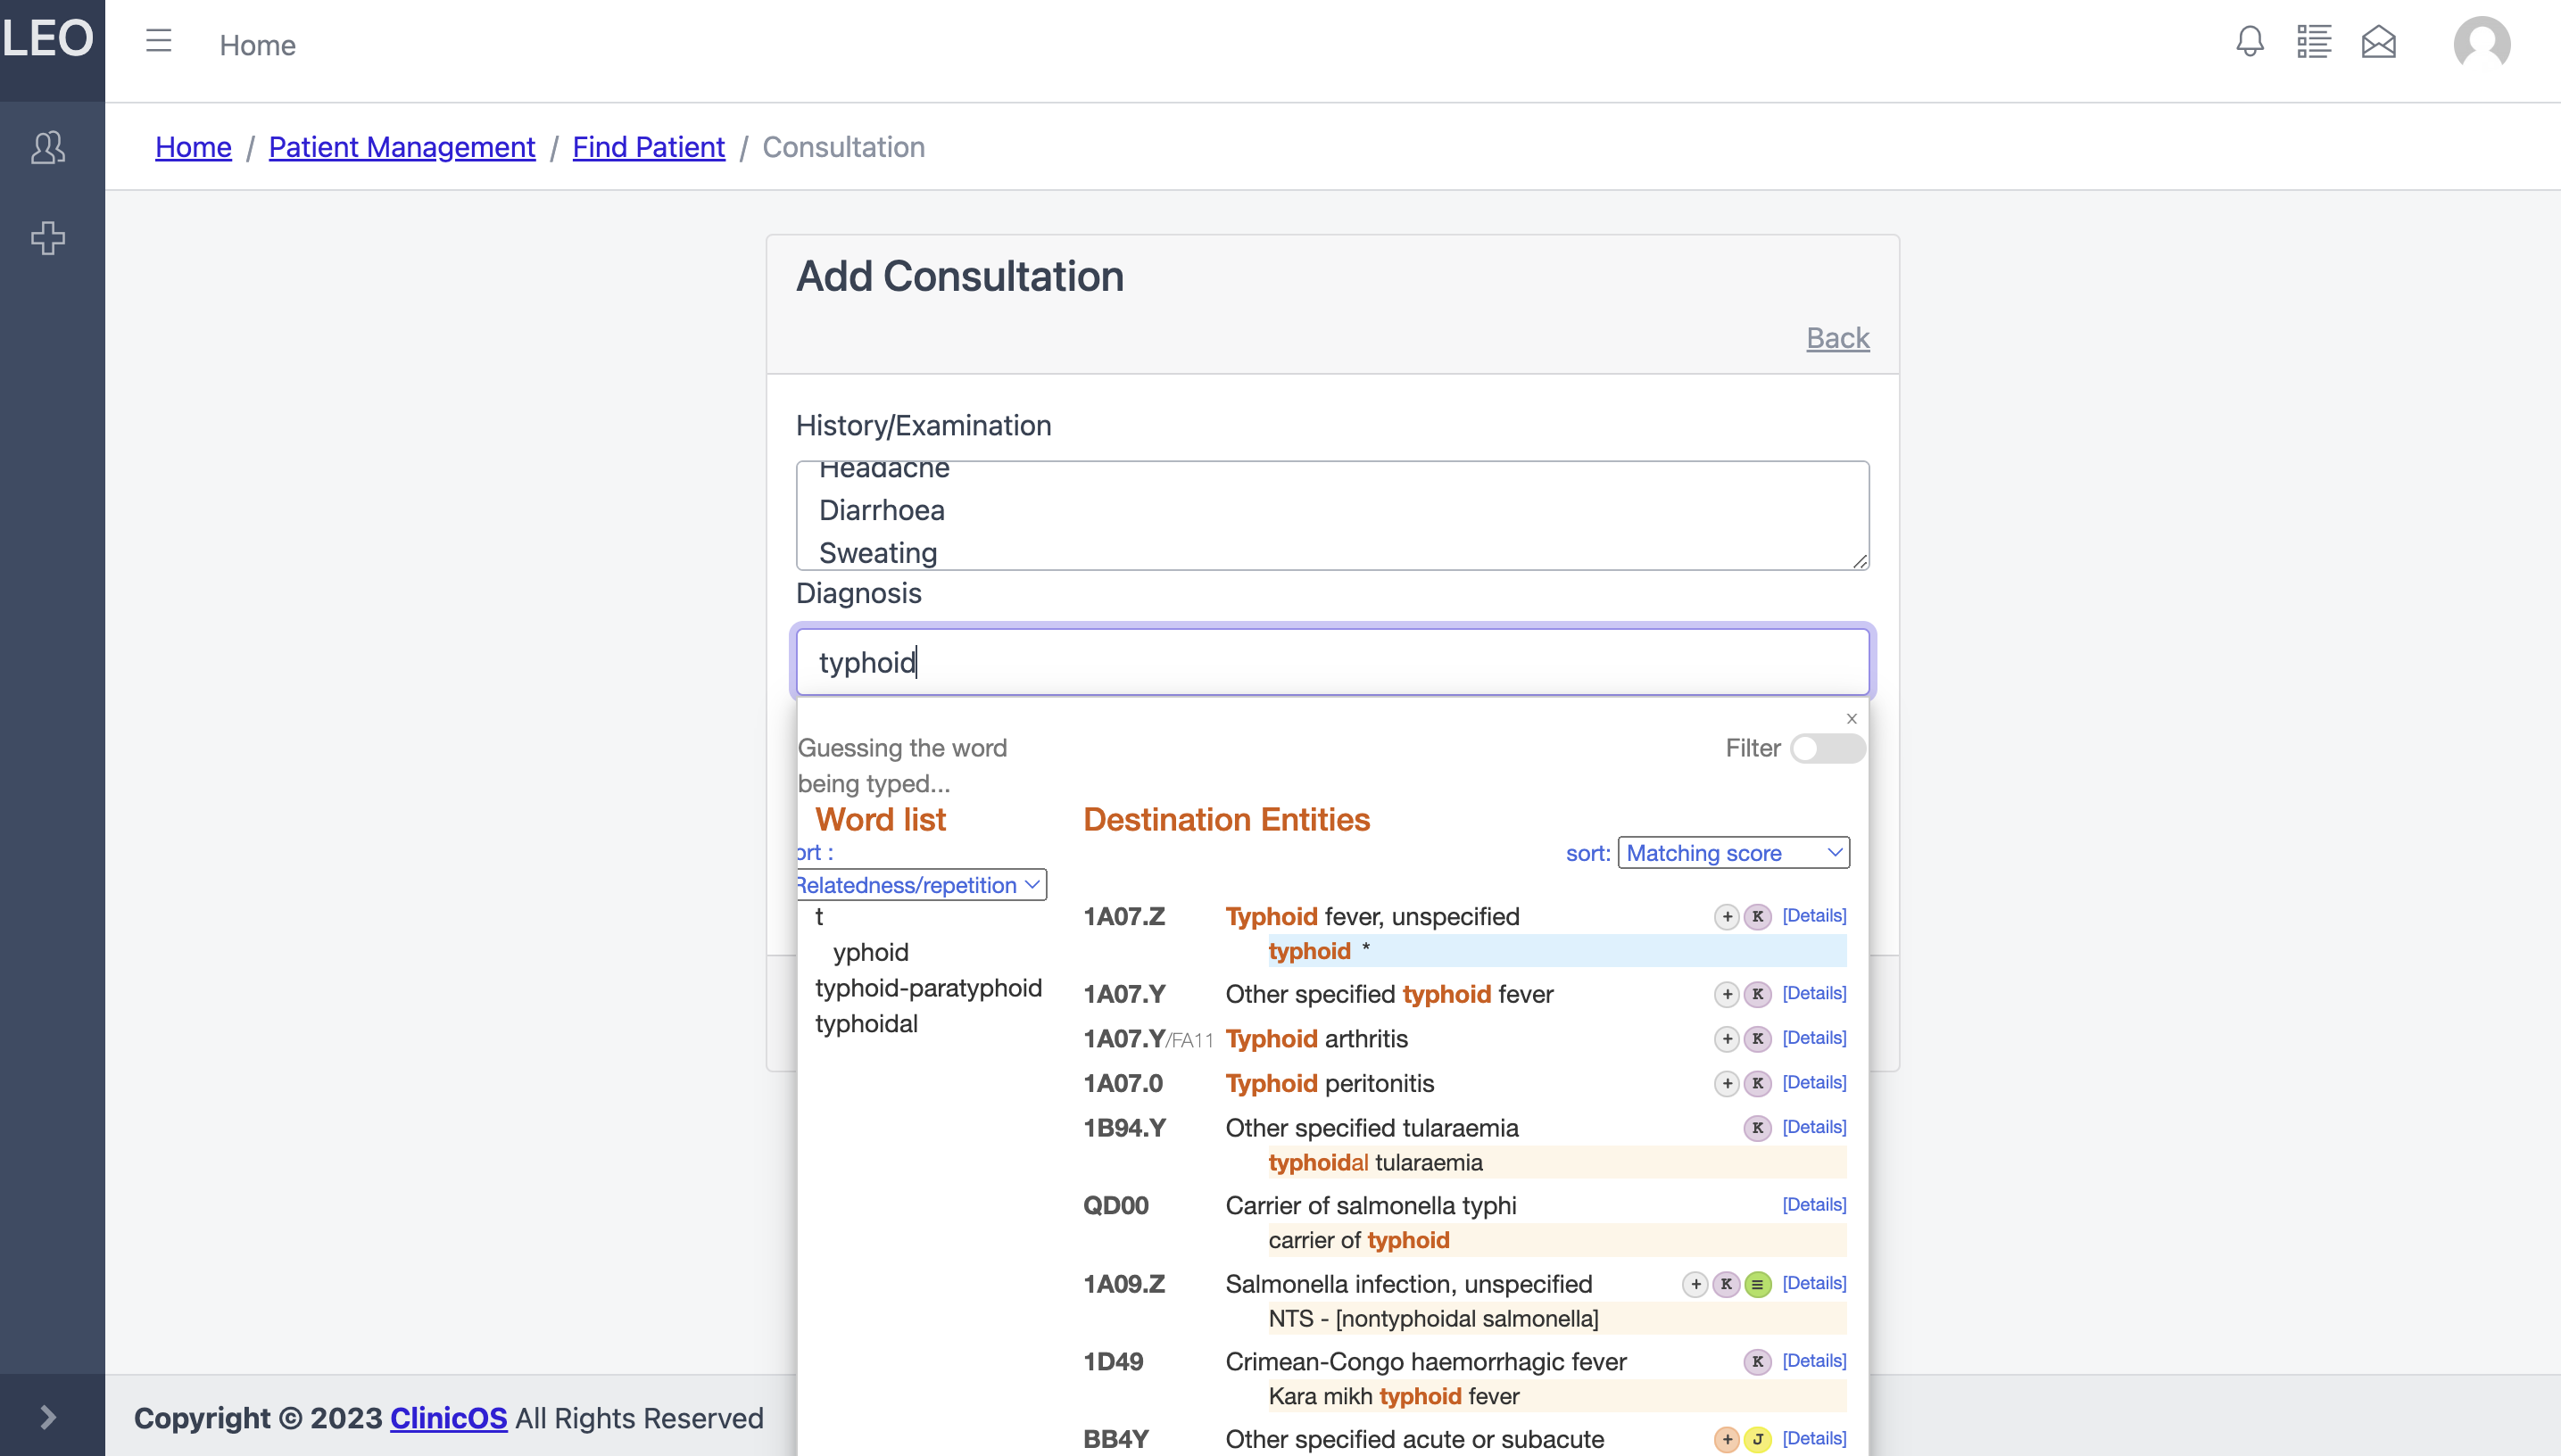 LEO
Home
Home / Patient Management / Find Patient / Consultation
Add Consultation
Back
History/Examination
Headache
Diarrhoea
Sweating
Diagnosis
typhoid
x
Guessing the word
being typed...
Filter
Word list
ort :
Relatedness/repetition
t
yphoid
typhoid-paratyphoid
typhoidal
Destination Entities
sort: Matching score
1A07.Z Typhoid fever, unspecified + K [Details]
typhoid *
1A07.Y Other specified typhoid fever + K [Details]
1A07.Y/FA11 Typhoid arthritis + K [Details]
1A07.0 Typhoid peritonitis + K [Details]
1B94.Y Other specified tularaemia K [Details]
typhoidal tularaemia
QD00 Carrier of salmonella typhi [Details]
carrier of typhoid
1A09.Z Salmonella infection, unspecified + K [Details]
NTS - [nontyphoidal salmonella]
1D49 Crimean-Congo haemorrhagic fever K [Details]
Kara mikh typhoid fever
BB4Y Other specified acute or subacute + J [Details]
Copyright © 2023 ClinicOS All Rights Reserved